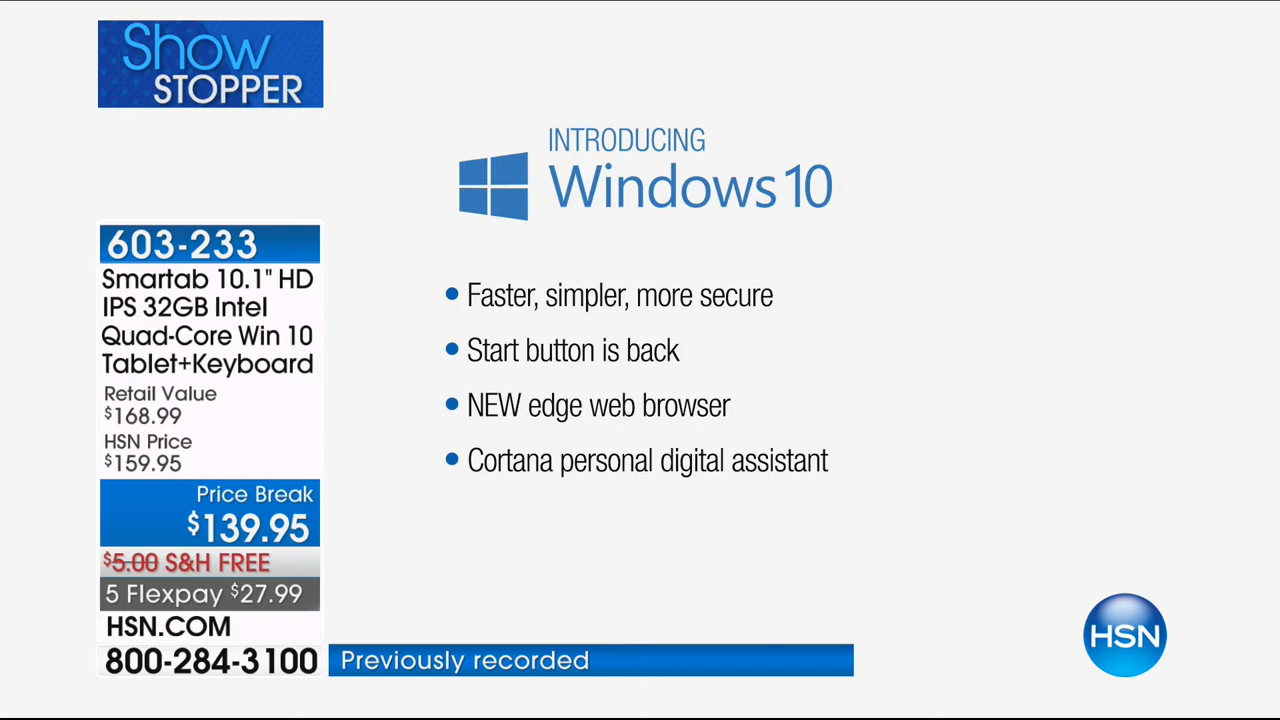 Show
STOPPER
INTRODUCING
Windows 10
603-233
Smartab 10.1" HD
IPS 32GB Intel
Quad-Core Win 10
Tablet+Keyboard
Retail Value
$168.99
HSN Price
$159.95
Price Break
$139.95
$5.00 S&H FREE
5 Flexpay $27.99
HSN.COM
800-284-3100
• Faster, simpler, more secure
• Start button is back
• NEW edge web browser
• Cortana personal digital assistant
Previously recorded
HSN